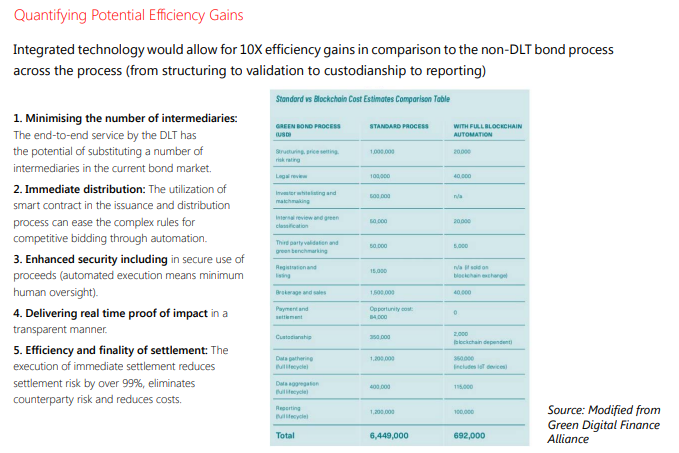 Quantifying Potential Efficiency Gains
Integrated technology would allow for 10X efficiency gains in comparison to the non-DLT bond process
across the process (from structuring to validation to custodianship to reporting)
1. Minimising the number of intermediaries:
The end-to-end service by the DLT has
the potential of substituting a number of
intermediaries in the current bond market.
2. Immediate distribution: The utilization of
smart contract in the issuance and distribution
process can ease the complex rules for
competitive bidding through automation.
3. Enhanced security including in secure use of
proceeds (automated execution means minimum
human oversight).
4. Delivering real time proof of impact in a
transparent manner.
5. Efficiency and finality of settlement: The
execution of immediate settlement reduces
settlement risk by over 99%, eliminates
counterparty risk and reduces costs.
Standard vs Blockchain Cost Estimates Comparison Table
GREEN BOND PROCESS STANDARD PROCESS WITH FULL BLOCKCHAIN
(USD) AUTOMATION
Structuring, price setting, 1,000,000 20,000
risk rating
Legal review 100,000 40,000
Investor whitelisting and 500,000 n/a
matchmaking
Internal review and green 50,000 20,000
classification
Third party validation and 50,000 5,000
green benchmarking
Registration and 15,000 n/a (if sold on
listing blockchain exchange)
Brokerage and sales 1,500,000 40,000
Payment and Opportunity cost: 0
settlement 84,000
Custodianship 350,000 2,000
(blockchain dependent)
Data gathering 1,200,000 350,000
(full lifecycle) (includes IoT devices)
Data aggregation 400,000 115,000
(full lifecycle)
Reporting 1,200,000 100,000
(full lifecycle)
Total 6,449,000 692,000
Source: Modified from
Green Digital Finance
Alliance